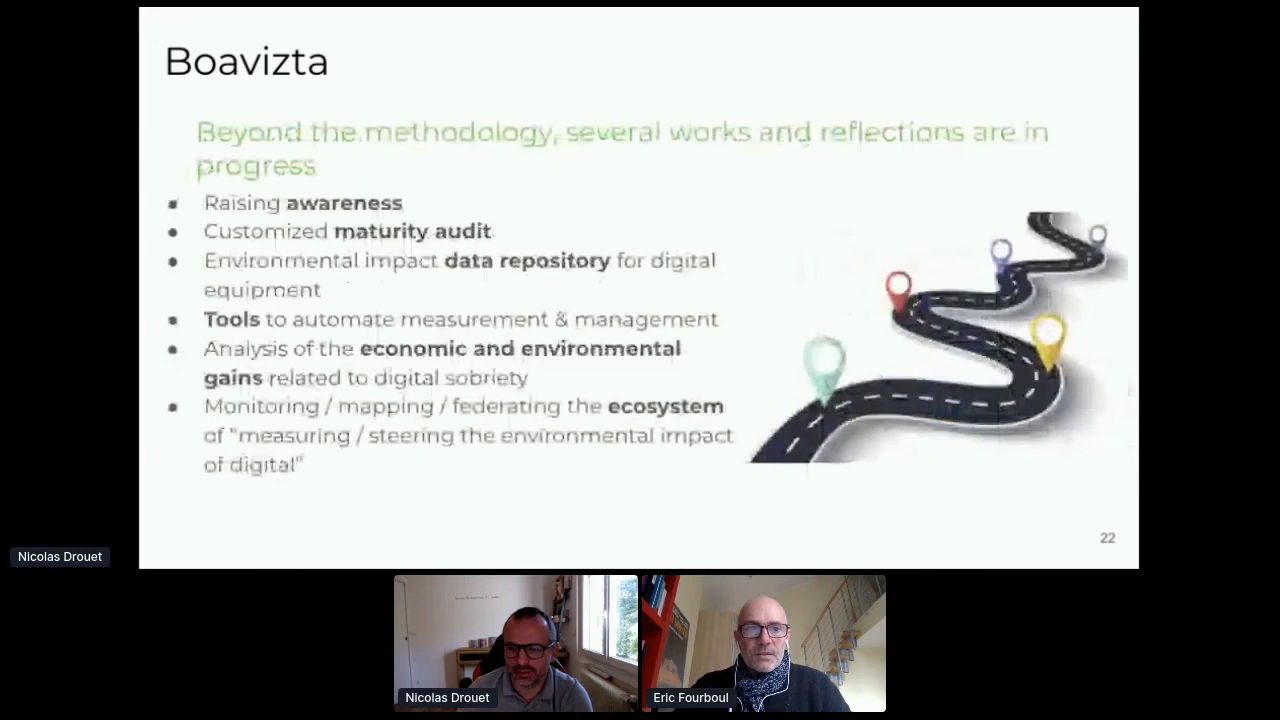 Boavizta
Beyond the methodology, several works and reflections are in
progress
Raising awareness
Customized maturity audit
Environmental impact data repository for digital
equipment
Tools to automate measurement & management
Analysis of the economic and environmental
gains related to digital sobriety
Monitoring / mapping / federating the ecosystem
of "measuring / steering the environmental impact
of digital"
22
Nicolas Drouet
Nicolas Drouet
Eric Fourboul